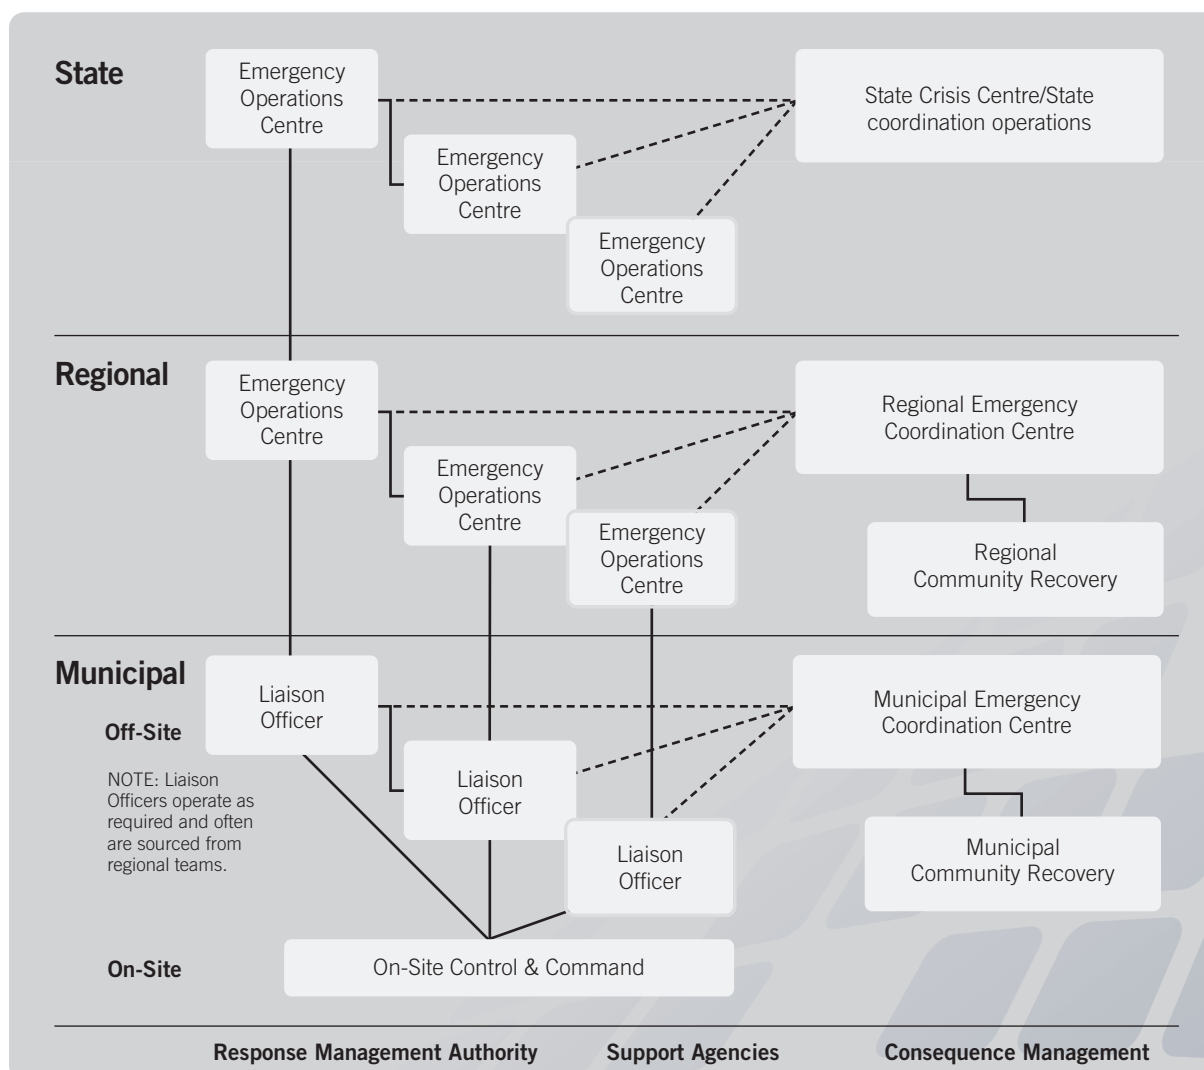 State
Emergency
Operations
Centre
State Crisis Centre/State
coordination operations
Emergency
Operations
Centre
Emergency
Operations
Centre
Regional
Emergency
Operations
Centre
Regional Emergency
Coordination Centre
Emergency
Operations
Centre
Emergency
Operations
Centre
Regional
Community Recovery
Municipal
Off-Site
NOTE: Liaison
Officers operate as
required and often
are sourced from
regional teams.
Liaison
Officer
Municipal Emergency
Coordination Centre
Liaison
Officer
Liaison
Officer
Municipal
Community Recovery
On-Site
On-Site Control & Command
Response Management Authority
Support Agencies
Consequence Management